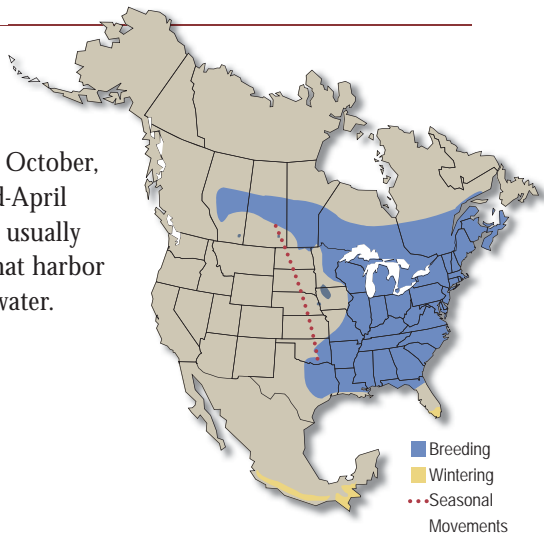 October,
d-April
usually
hat harbor
water.
Breeding
Wintering
Seasonal
Movements